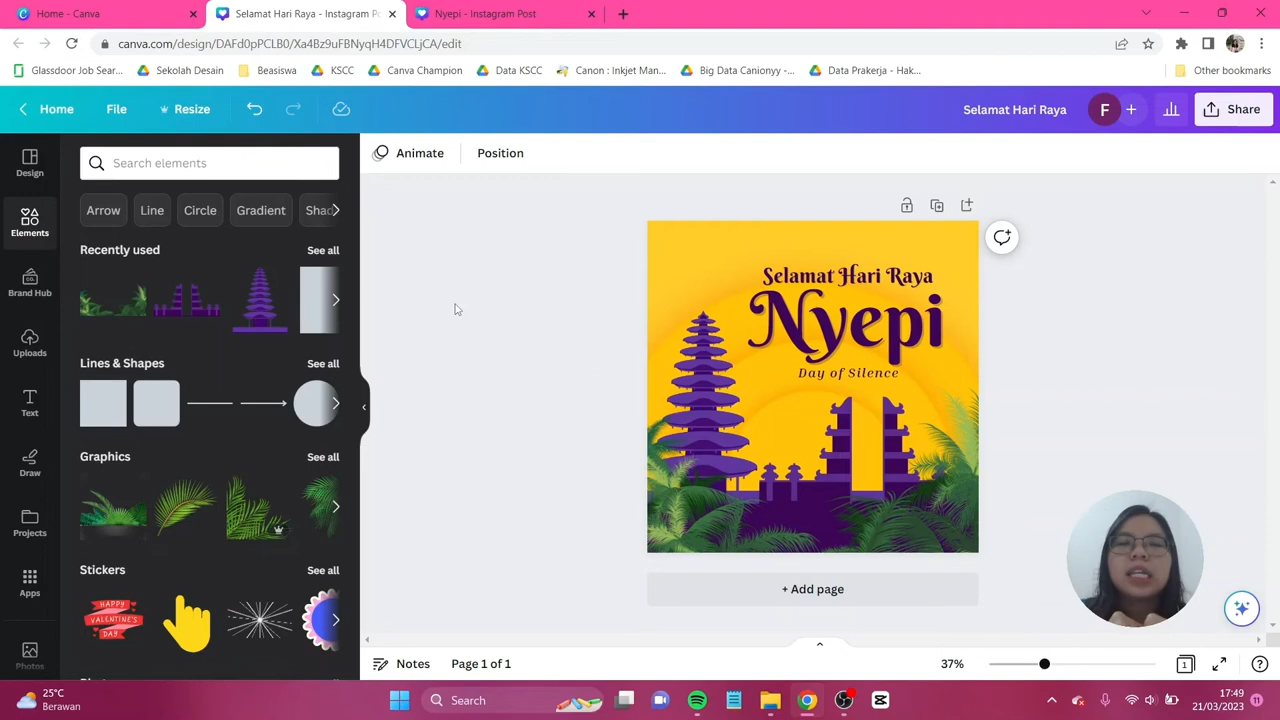 Home - Canva
Selamat Hari Raya - Instagram Po
Nyepi - Instagram Post
canva.com/design/DAFd0pPCLB0/Xa4Bz9uFBNyqH4DFVCLjCA/edit
Glassdoor Job Sear...
Sekolah Desain
Beasiswa
KSCC
Canva Champion
Data KSCC
Canon : Inkjet Man...
Big Data Canionyy -...
Data Prakerja - Hak...
Other bookmarks
Home
File
Resize
Selamat Hari Raya
F
Share
Design
Elements
Brand Hub
Uploads
Text
Draw
Projects
Apps
Photos
Search elements
Arrow
Line
Circle
Gradient
Shad
Recently used
See all
Lines & Shapes
See all
Graphics
See all
Stickers
See all
HAPPY
VALENTINE'S
DAY
Animate
Position
Selamat Hari Raya
Nyepi
Day of Silence
+ Add page
Notes
Page 1 of 1
37%
1
25°C
Berawan
Search
17:49
21/03/2023